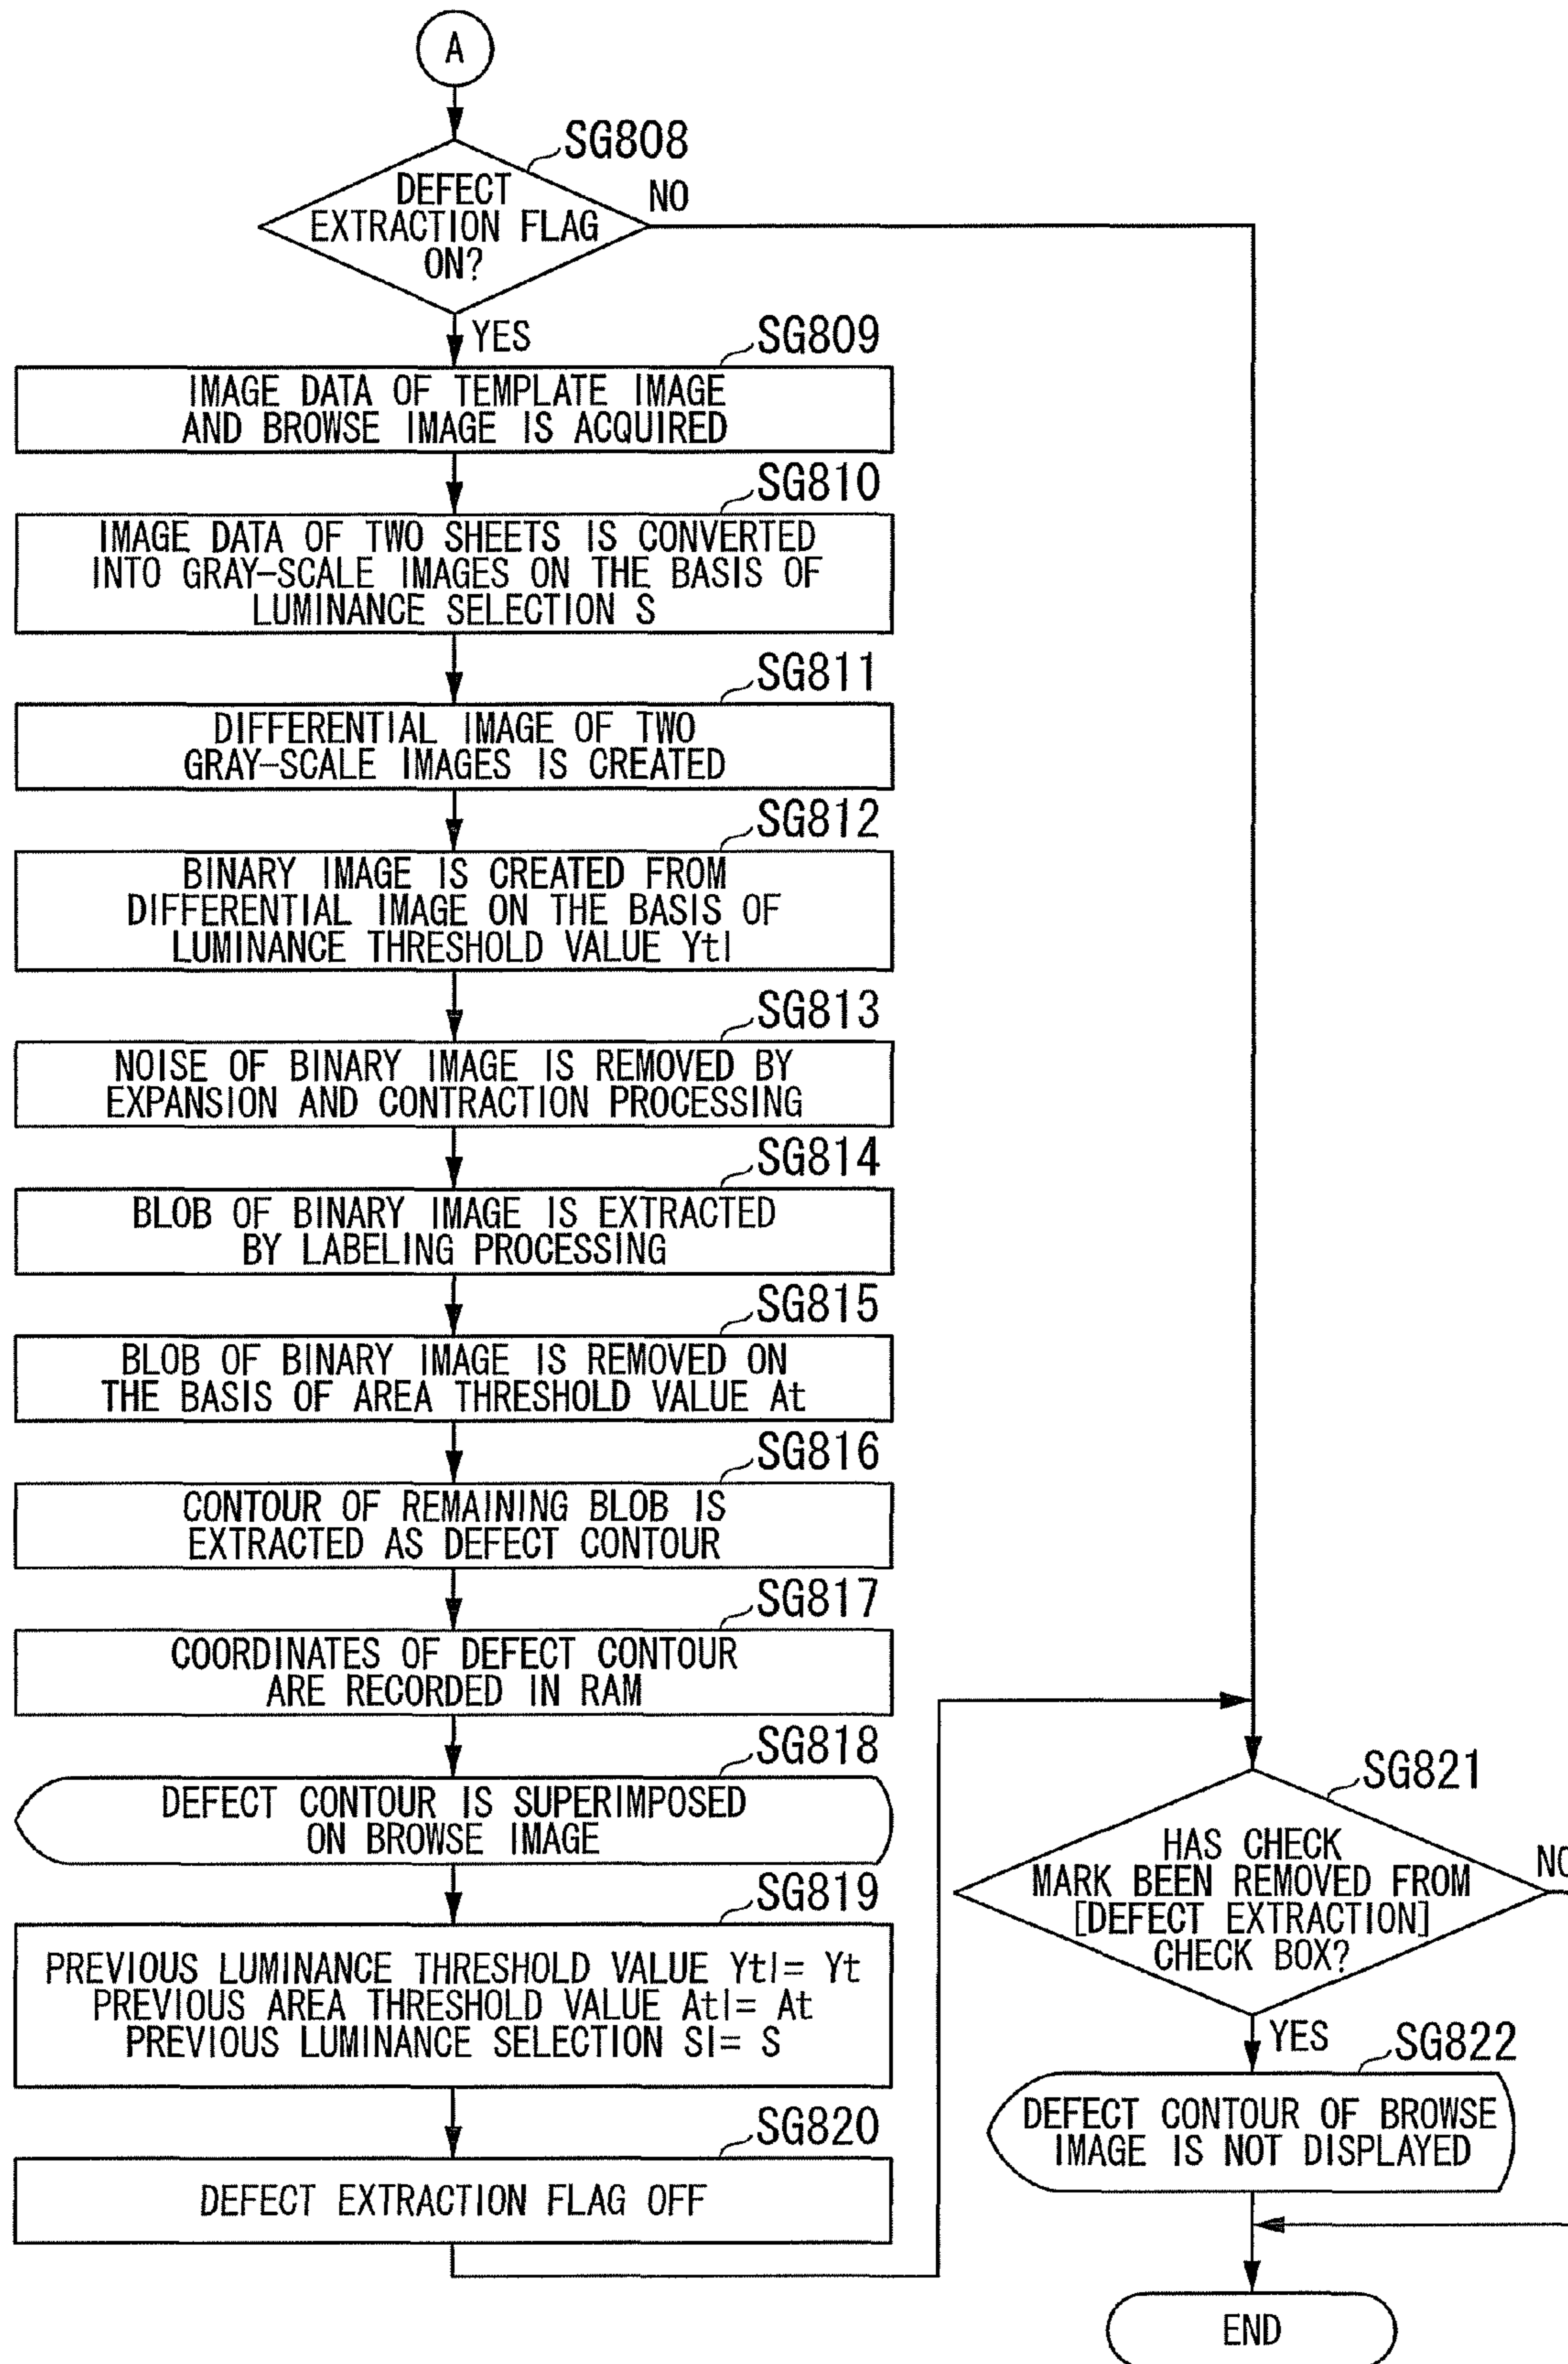 A
SG808
DEFECT
EXTRACTION FLAG
ON?
NO
YES
SG809
IMAGE DATA OF TEMPLATE IMAGE
AND BROWSE IMAGE IS ACQUIRED
SG810
IMAGE DATA OF TWO SHEETS IS CONVERTED
INTO GRAY-SCALE IMAGES ON THE BASIS OF
LUMINANCE SELECTION S
SG811
DIFFERENTIAL IMAGE OF TWO
GRAY-SCALE IMAGES IS CREATED
SG812
BINARY IMAGE IS CREATED FROM
DIFFERENTIAL IMAGE ON THE BASIS OF
LUMINANCE THRESHOLD VALUE Ytl
SG813
NOISE OF BINARY IMAGE IS REMOVED BY
EXPANSION AND CONTRACTION PROCESSING
SG814
BLOB OF BINARY IMAGE IS EXTRACTED
BY LABELING PROCESSING
SG815
BLOB OF BINARY IMAGE IS REMOVED ON
THE BASIS OF AREA THRESHOLD VALUE At
SG816
CONTOUR OF REMAINING BLOB IS
EXTRACTED AS DEFECT CONTOUR
SG817
COORDINATES OF DEFECT CONTOUR
ARE RECORDED IN RAM
SG818
DEFECT CONTOUR IS SUPERIMPOSED
ON BROWSE IMAGE
SG819
PREVIOUS LUMINANCE THRESHOLD VALUE Ytl= Yt
PREVIOUS AREA THRESHOLD VALUE Atl= At
PREVIOUS LUMINANCE SELECTION Sl= S
SG820
DEFECT EXTRACTION FLAG OFF
SG821
HAS CHECK
MARK BEEN REMOVED FROM
[DEFECT EXTRACTION]
CHECK BOX?
NO
YES
SG822
DEFECT CONTOUR OF BROWSE
IMAGE IS NOT DISPLAYED
END